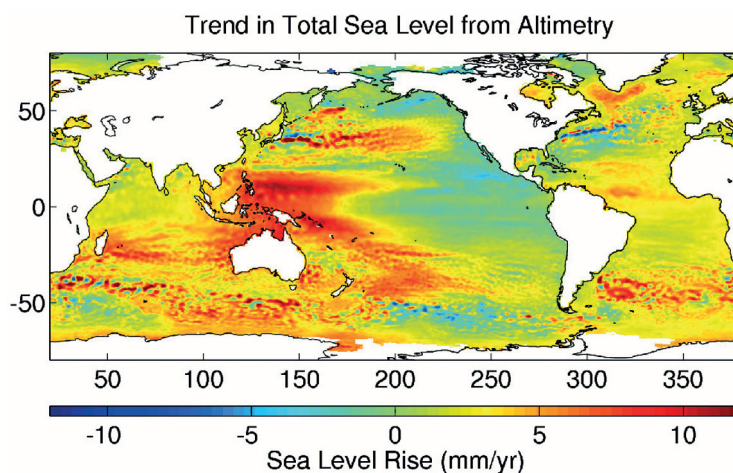 Trend in Total Sea Level from Altimetry
50
0
-50
50 100 150 200 250 300 350
-10 -5 0 5 10
Sea Level Rise (mm/yr)